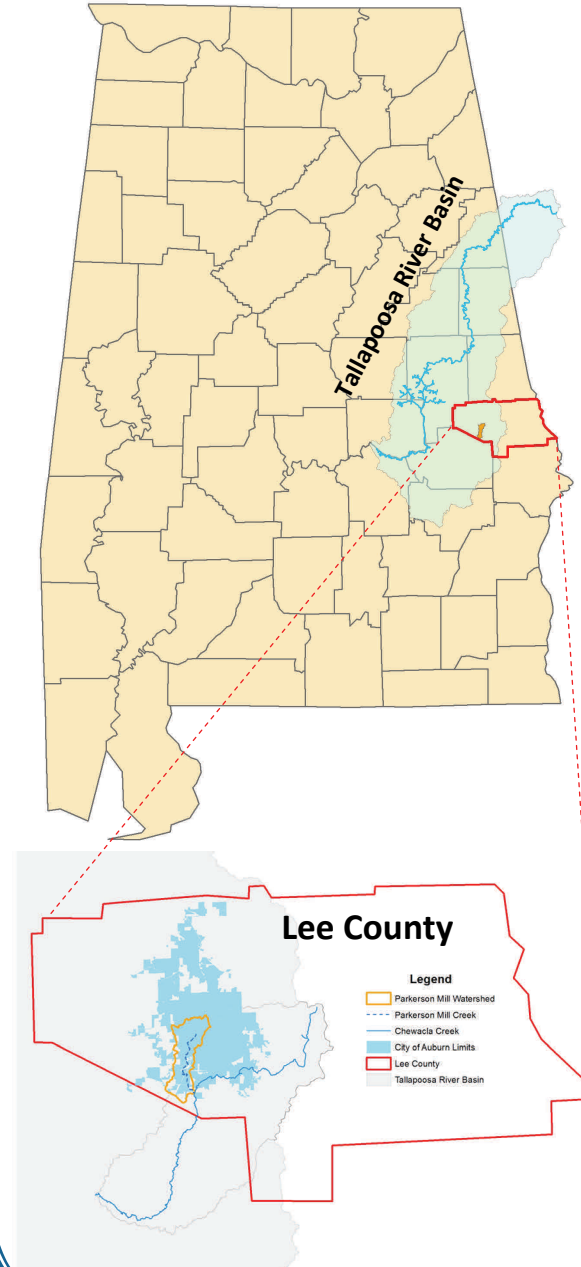 Tallapoosa River Basin
Lee County
Legend
Parkerson Mill Watershed
Parkerson Mill Creek
Chewacla Creek
City of Auburn Limits
Lee County
Tallapoosa River Basin